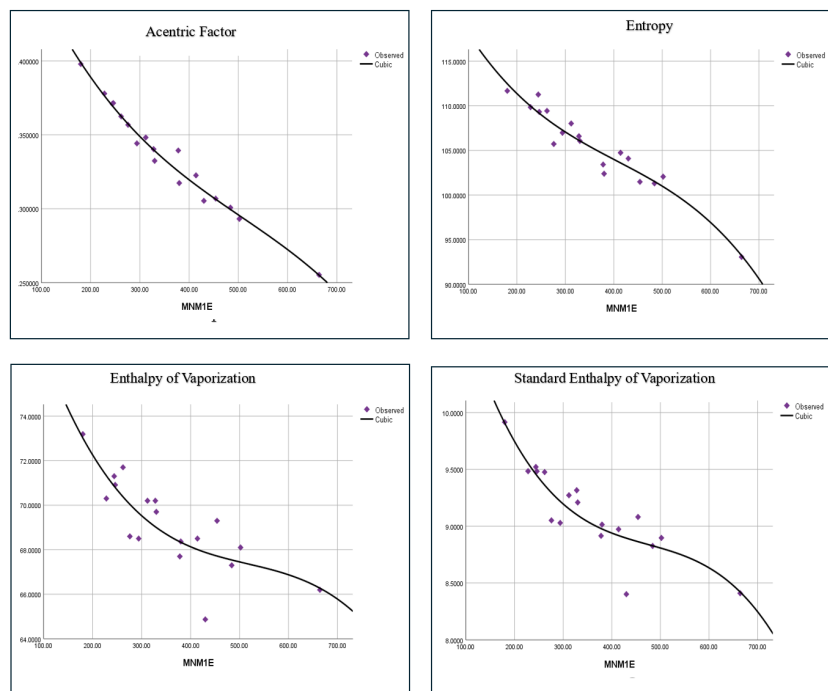 Acentric Factor
Observed
Cubic
.400000
.350000
.300000
.250000
100.00 200.00 300.00 400.00 500.00 600.00 700.00
MNM1E
Entropy
Observed
Cubic
115.0000
110.0000
105.0000
100.0000
95.0000
90.0000
100.00 200.00 300.00 400.00 500.00 600.00 700.00
MNM1E
Enthalpy of Vaporization
Observed
Cubic
74.0000
72.0000
70.0000
68.0000
66.0000
64.0000
100.00 200.00 300.00 400.00 500.00 600.00 700.00
MNM1E
Standard Enthalpy of Vaporization
Observed
Cubic
10.0000
9.5000
9.0000
8.5000
8.0000
100.00 200.00 300.00 400.00 500.00 600.00 700.00
MNM1E